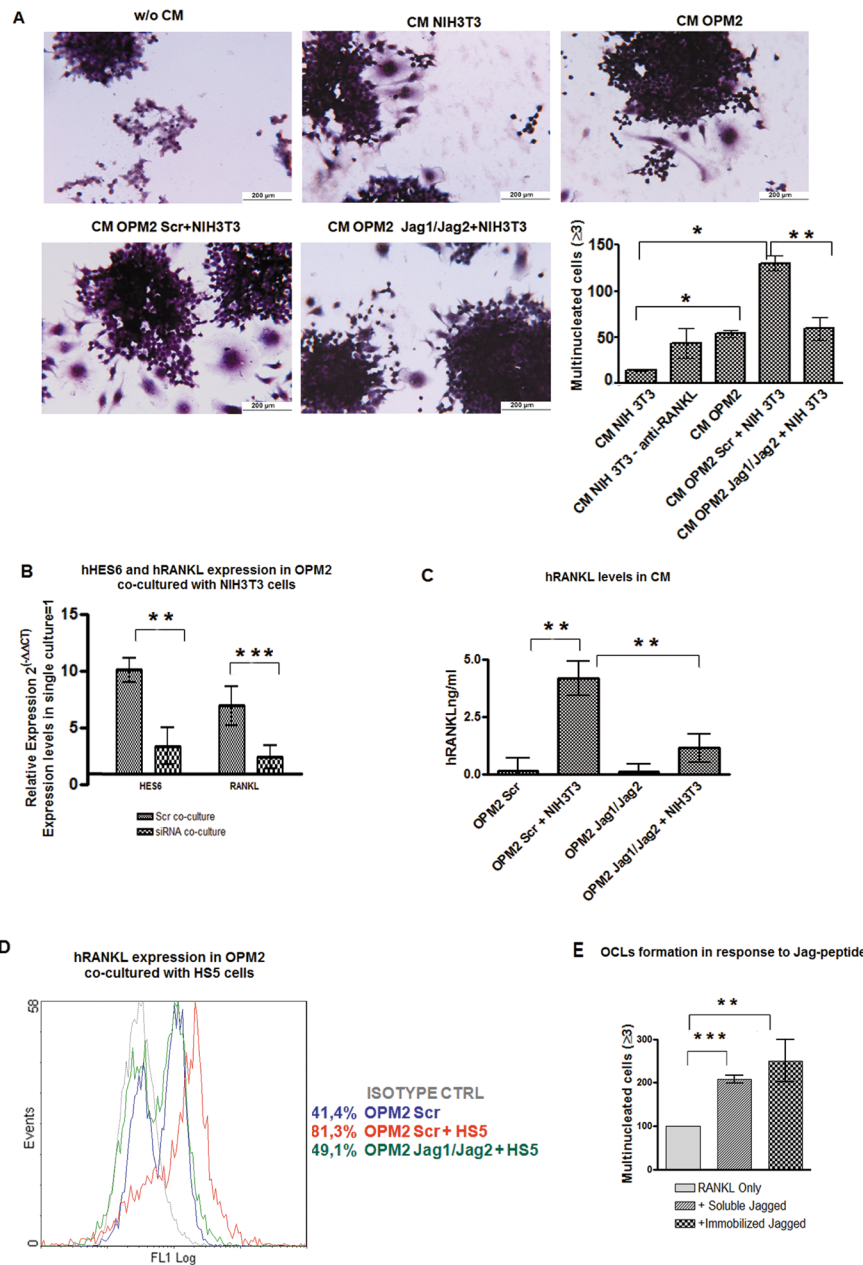 A
w/o CM
CM NIH3T3
CM OPM2
200 µm
200 µm
200 µm
CM OPM2 Scr+NIH3T3
CM OPM2 Jag1/Jag2+NIH3T3
200 µm
200 µm
Multinucleated cells (≥3)
150
100
50
0
*
*
* *
CM NIH 3T3
CM NIH 3T3 - anti-RANKL
CM OPM2
CM OPM2 Scr + NIH 3T3
CM OPM2 Jag1/Jag2 + NIH 3T3
B
hHES6 and hRANKL expression in OPM2
co-cultured with NIH3T3 cells
Relative Expression 2(-ΔΔCT)
Expression levels in single culture=1
15
10
5
0
* *
* * *
HES6
RANKL
Scr co-culture
siRNA co-culture
C
hRANKL levels in CM
hRANKLng/ml
5.0
2.5
0.0
* *
* *
OPM2 Scr
OPM2 Scr + NIH3T3
OPM2 Jag1/Jag2
OPM2 Jag1/Jag2 + NIH3T3
D
hRANKL expression in OPM2
co-cultured with HS5 cells
58
Events
0
FL1 Log
ISOTYPE CTRL
41,4% OPM2 Scr
81,3% OPM2 Scr + HS5
49,1% OPM2 Jag1/Jag2 + HS5
E
OCLs formation in response to Jag-peptide
Multinucleated cells (≥3)
300
200
100
0
* * *
* *
RANKL Only
+ Soluble Jagged
+Immobilized Jagged